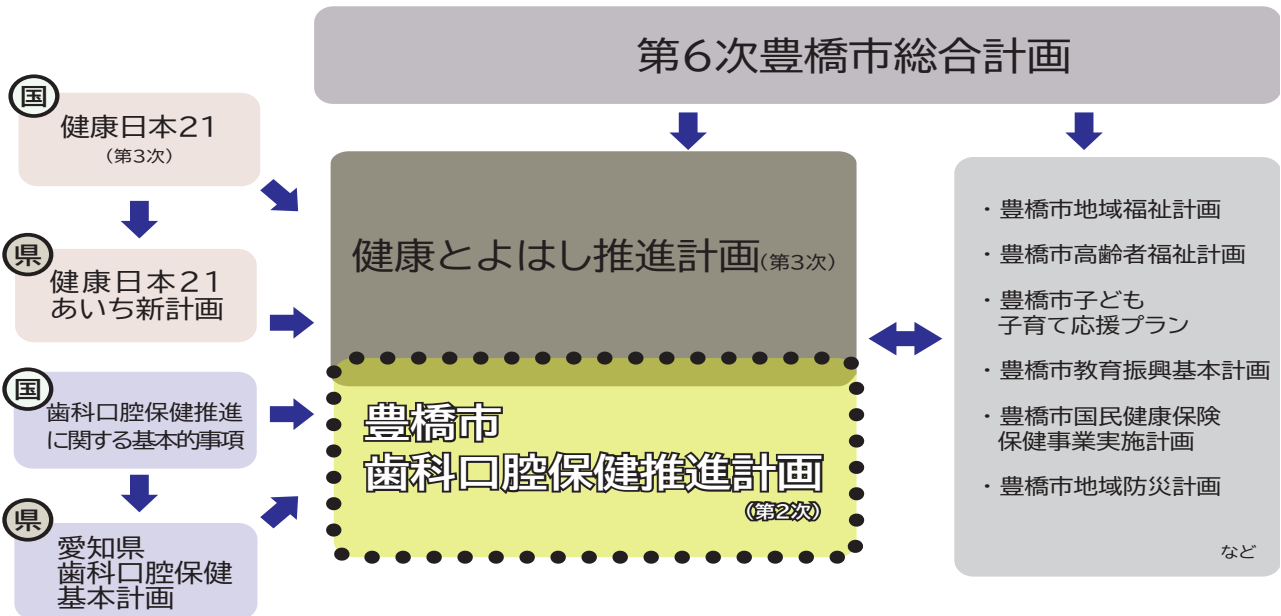 第6次豊橋市総合計画
国
健康日本21
(第3次)
県
健康日本21
あいち新計画
国
歯科口腔保健推進
に関する基本的事項
県
愛知県
歯科口腔保健
基本計画
健康とよはし推進計画(第3次)
豊橋市
歯科口腔保健推進計画
(第2次)
・豊橋市地域福祉計画
・豊橋市高齢者福祉計画
・豊橋市子ども
子育て応援プラン
・豊橋市教育振興基本計画
・豊橋市国民健康保険
保健事業実施計画
・豊橋市地域防災計画
など